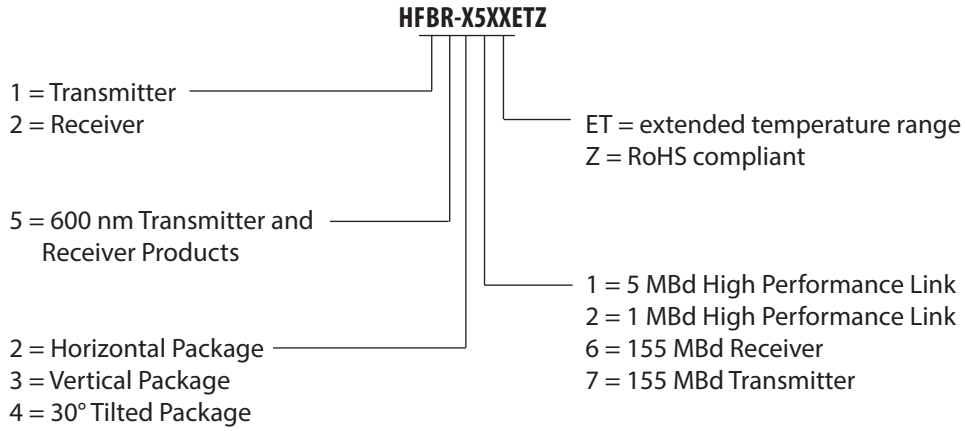 HFBR-X5XXETZ
1 = Transmitter
2 = Receiver
ET = extended temperature range
Z = RoHS compliant
5 = 600 nm Transmitter and
Receiver Products
1 = 5 MBd High Performance Link
2 = 1 MBd High Performance Link
6 = 155 MBd Receiver
7 = 155 MBd Transmitter
2 = Horizontal Package
3 = Vertical Package
4 = 30° Tilted Package